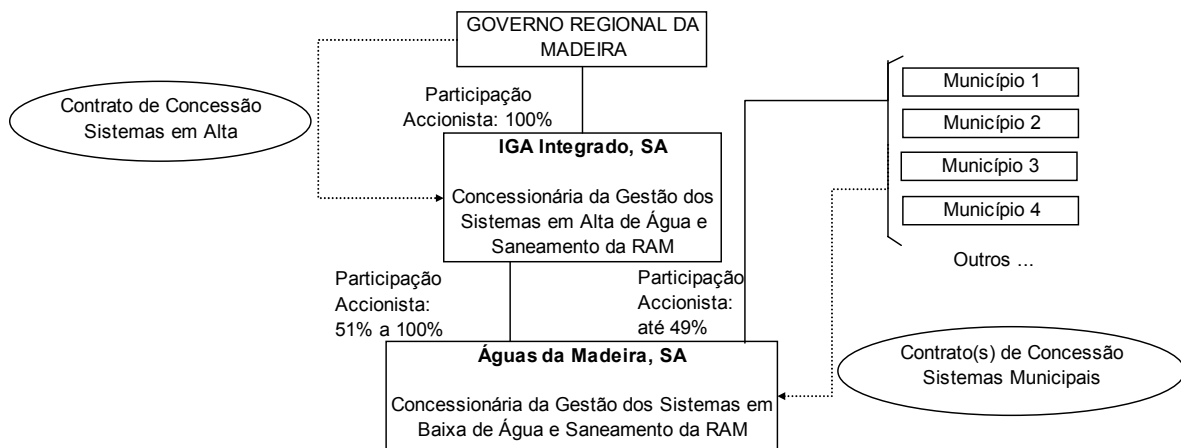 GOVERNO REGIONAL DA
MADEIRA
Contrato de Concessão
Sistemas em Alta
Participação
Accionista: 100%
IGA Integrado, SA
Concessionária da Gestão dos
Sistemas em Alta de Água e
Saneamento da RAM
Município 1
Município 2
Município 3
Município 4
Outros ...
Participação
Accionista:
51% a 100%
Participação
Accionista:
até 49%
Águas da Madeira, SA
Concessionária da Gestão dos Sistemas em
Baixa de Água e Saneamento da RAM
Contrato(s) de Concessão
Sistemas Municipais